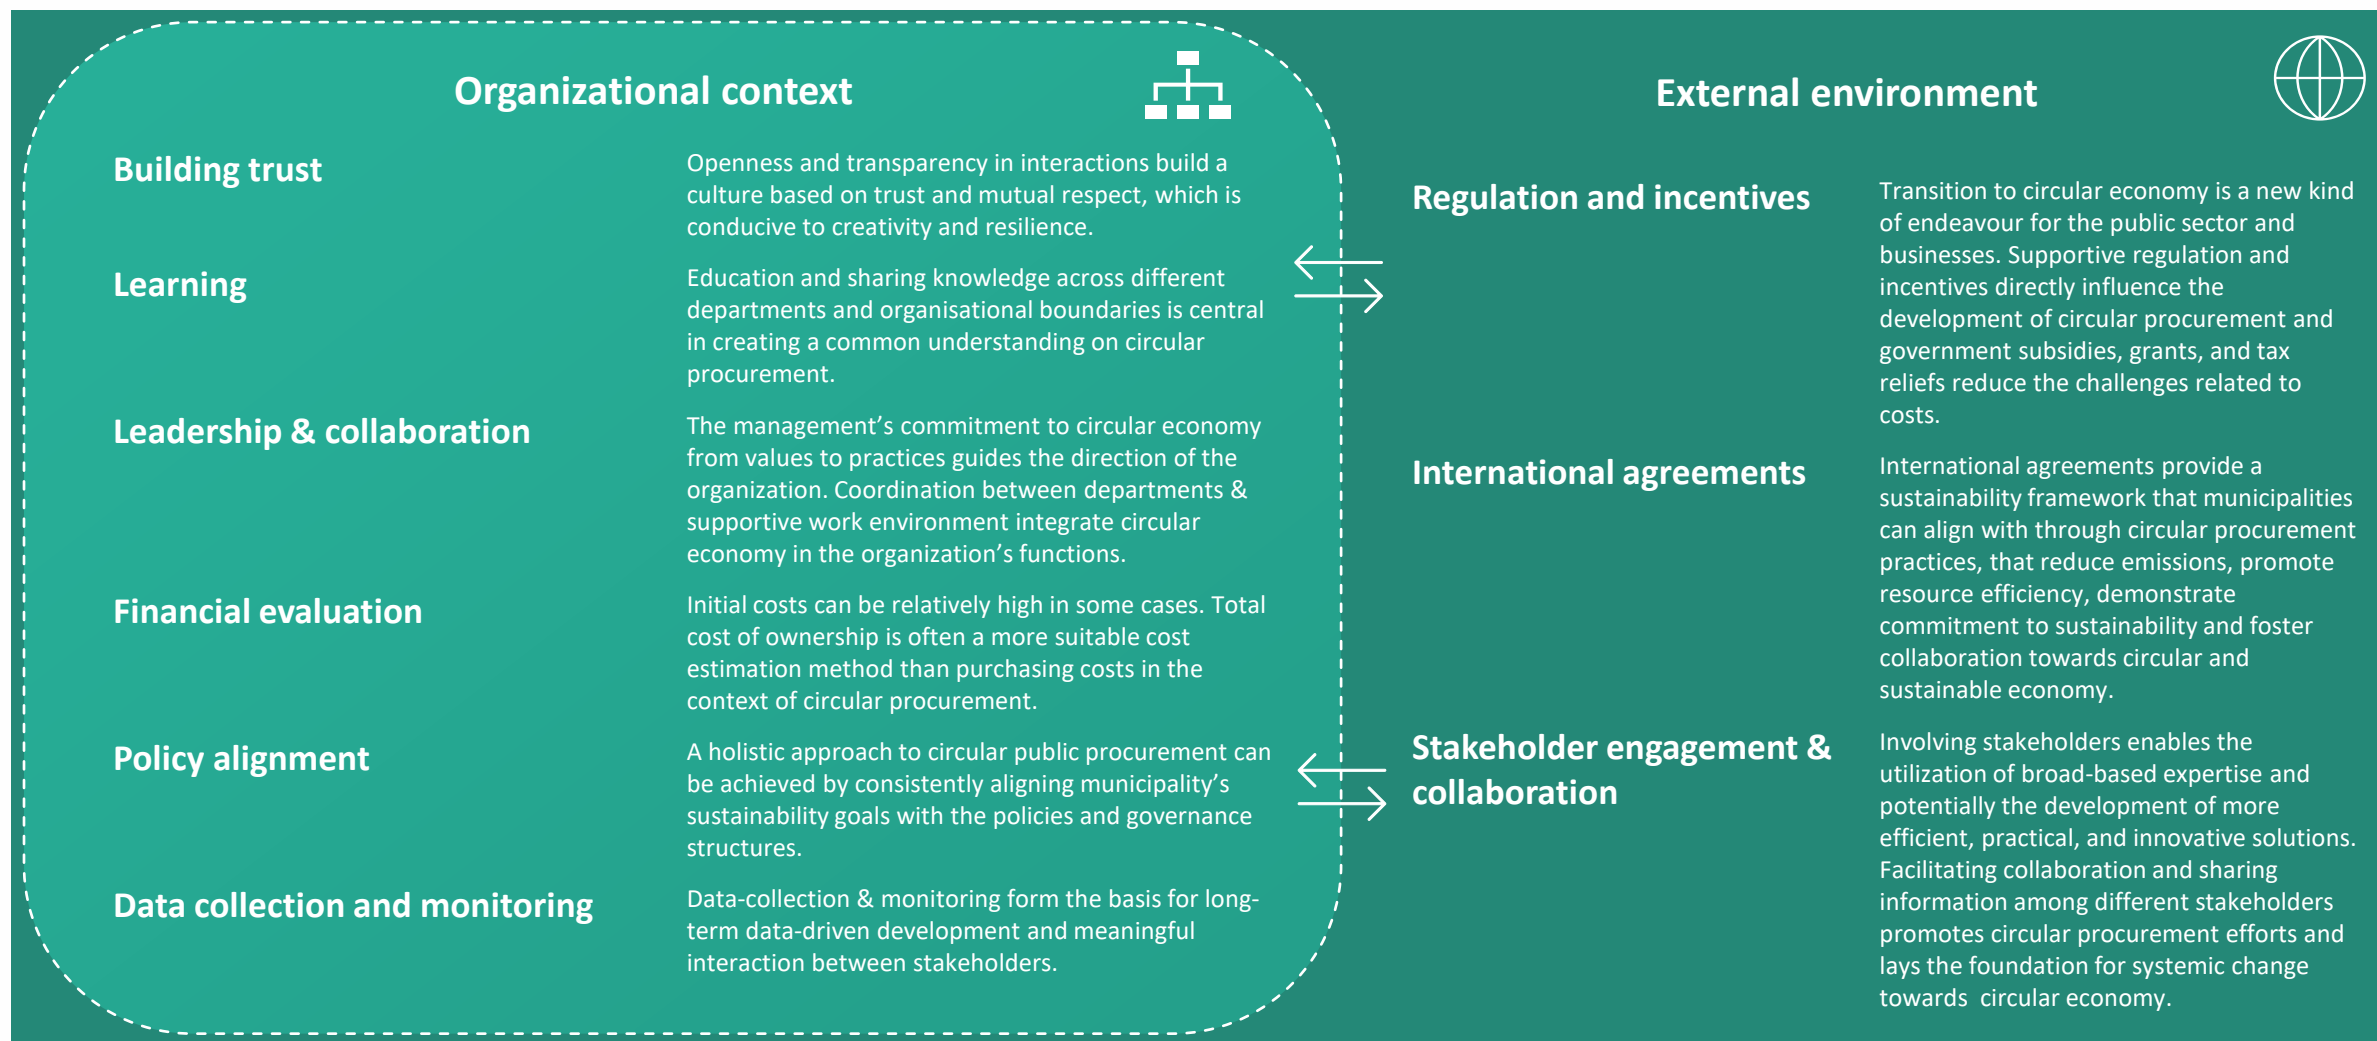 Organizational context
Building trust
Openness and transparency in interactions build a
culture based on trust and mutual respect, which is
conducive to creativity and resilience.
Learning
Education and sharing knowledge across different
departments and organisational boundaries is central
in creating a common understanding on circular
procurement.
Leadership & collaboration
The management’s commitment to circular economy
from values to practices guides the direction of the
organization. Coordination between departments &
supportive work environment integrate circular
economy in the organization’s functions.
Financial evaluation
Initial costs can be relatively high in some cases. Total
cost of ownership is often a more suitable cost
estimation method than purchasing costs in the
context of circular procurement.
Policy alignment
A holistic approach to circular public procurement can
be achieved by consistently aligning municipality’s
sustainability goals with the policies and governance
structures.
Data collection and monitoring
Data-collection & monitoring form the basis for long-
term data-driven development and meaningful
interaction between stakeholders.
External environment
Regulation and incentives
Transition to circular economy is a new kind
of endeavour for the public sector and
businesses. Supportive regulation and
incentives directly influence the
development of circular procurement and
government subsidies, grants, and tax
reliefs reduce the challenges related to
costs.
International agreements
International agreements provide a
sustainability framework that municipalities
can align with through circular procurement
practices, that reduce emissions, promote
resource efficiency, demonstrate
commitment to sustainability and foster
collaboration towards circular and
sustainable economy.
Stakeholder engagement &
collaboration
Involving stakeholders enables the
utilization of broad-based expertise and
potentially the development of more
efficient, practical, and innovative solutions.
Facilitating collaboration and sharing
information among different stakeholders
promotes circular procurement efforts and
lays the foundation for systemic change
towards  circular economy.